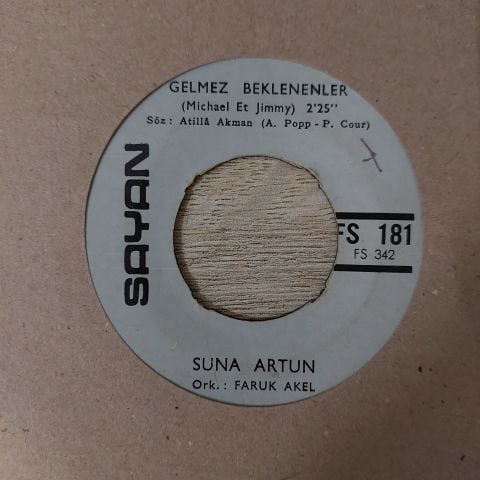 GELMEZ BEKLENENLER
(Michael Et Jimmy) 2'25"
Söz: Atillâ Akman (A. Popp - P. Cour)
SAYAN
FS 181
FS 342
SUNA ARTUN
Ork.: FARUK AKEL